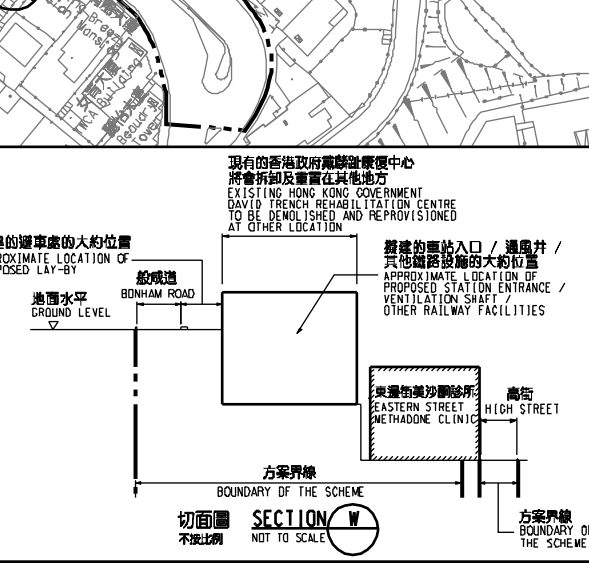 現有的香港政府戴麟趾康復中心
將會拆卸及重置在其他地方
EXISTING HONG KONG GOVERNMENT
DAVID TRENCH REHABILITATION CENTRE
TO BE DEMOLISHED AND REPROVISIONED
AT OTHER LOCATION
的避車處的大約位置
LOCATION OF
LAY-BY
般咸道
BONHAM ROAD
地面水平
GROUND LEVEL
擬建的車站入口 / 通風井 /
其他鐵路設施的大約位置
APPROXIMATE LOCATION OF
PROPOSED STATION ENTRANCE /
VENTILATION SHAFT /
OTHER RAILWAY FACILITIES
東邊街美沙酮診所
EASTERN STREET
METHADONE CLINIC
高街
HIGH STREET
方案界線
BOUNDARY OF THE SCHEME
切面圖
不按比例
SECTION W
NOT TO SCALE
方案界線
BOUNDARY
THE SCHEME